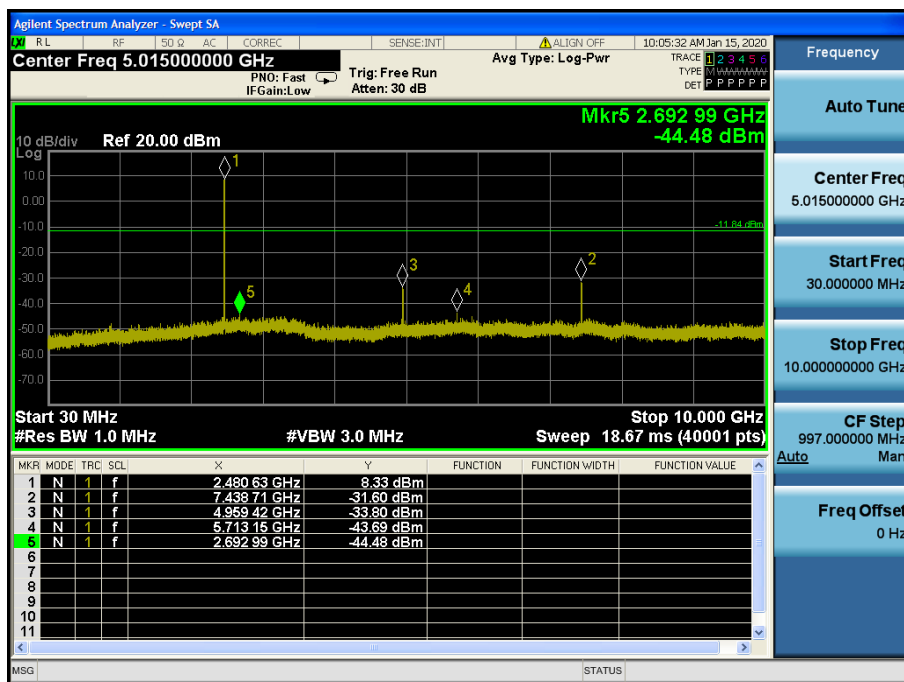 Agilent Spectrum Analyzer - Swept SA
LXI RL RF 50 Ω AC CORREC SENSE:INT ALIGN OFF 10:05:32 AM Jan 15, 2020
Center Freq 5.015000000 GHz
PNO: Fast
IFGain:Low
Trig: Free Run
Atten: 30 dB
Avg Type: Log-Pwr
TRACE 1 2 3 4 5 6
TYPE M WWWWW
DET P P P P P P
Mkr5 2.692 99 GHz
-44.48 dBm
10 dB/div Ref 20.00 dBm
Log
10.0
0.00
-10.0
-20.0
-30.0
-40.0
-50.0
-60.0
-70.0
1
-11.84 dBm
2
3
4
5
Start 30 MHz Stop 10.000 GHz
#Res BW 1.0 MHz #VBW 3.0 MHz Sweep 18.67 ms (40001 pts)
MKR MODE TRC SCL X Y FUNCTION FUNCTION WIDTH FUNCTION VALUE
1 N 1 f 2.480 63 GHz 8.33 dBm
2 N 1 f 7.438 71 GHz -31.60 dBm
3 N 1 f 4.959 42 GHz -33.80 dBm
4 N 1 f 5.713 15 GHz -43.69 dBm
5 N 1 f 2.692 99 GHz -44.48 dBm
6
7
8
9
10
11
MSG STATUS
Frequency
Auto Tune
Center Freq
5.015000000 GHz
Start Freq
30.000000 MHz
Stop Freq
10.000000000 GHz
CF Step
997.000000 MHz
Auto Man
Freq Offset
0 Hz